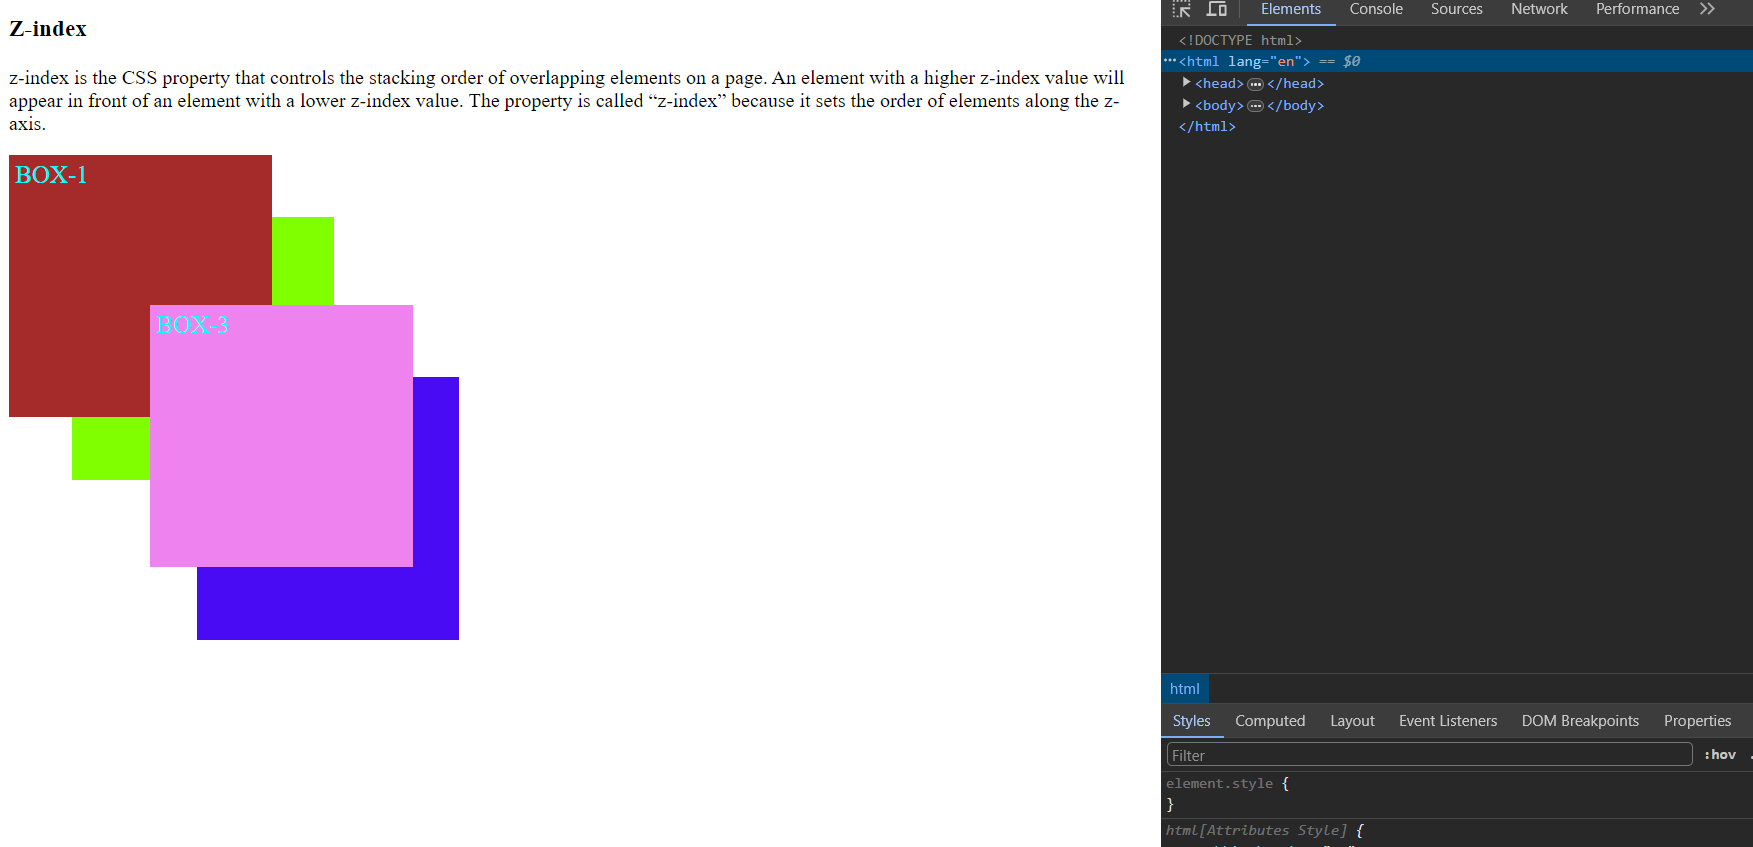 Z-index
z-index is the CSS property that controls the stacking order of overlapping elements on a page. An element with a higher z-index value will
appear in front of an element with a lower z-index value. The property is called “z-index” because it sets the order of elements along the z-
axis.
BOX-1
BOX-3
Elements Console Sources Network Performance
<!DOCTYPE html>
<html lang="en"> == $0
<head> </head>
<body> </body>
</html>
html
Styles Computed Layout Event Listeners DOM Breakpoints Properties
Filter :hov
element.style {
}
html[Attributes Style] {